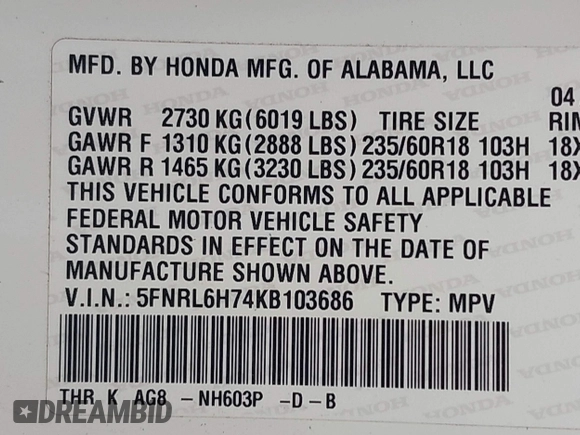 MFD. BY HONDA MFG. OF ALABAMA, LLC
04
GVWR 2730 KG (6019 LBS) TIRE SIZE RIM
GAWR F 1310 KG (2888 LBS) 235/60R18 103H 18X
GAWR R 1465 KG (3230 LBS) 235/60R18 103H 18X
THIS VEHICLE CONFORMS TO ALL APPLICABLE
FEDERAL MOTOR VEHICLE SAFETY
STANDARDS IN EFFECT ON THE DATE OF
MANUFACTURE SHOWN ABOVE.
V.I.N.: 5FNRL6H74KB103686 TYPE: MPV
THR K AG8 -NH603P -D-B
DREAMBID